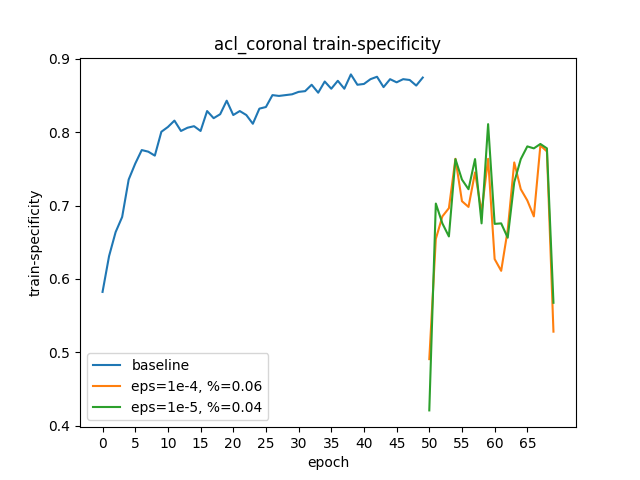 acl_coronal train-specificity
train-specificity
0.9
0.8
0.7
0.6
0.5
0.4
baseline
eps=1e-4, %=0.06
eps=1e-5, %=0.04
0 5 10 15 20 25 30 35 40 45 50 55 60 65
epoch